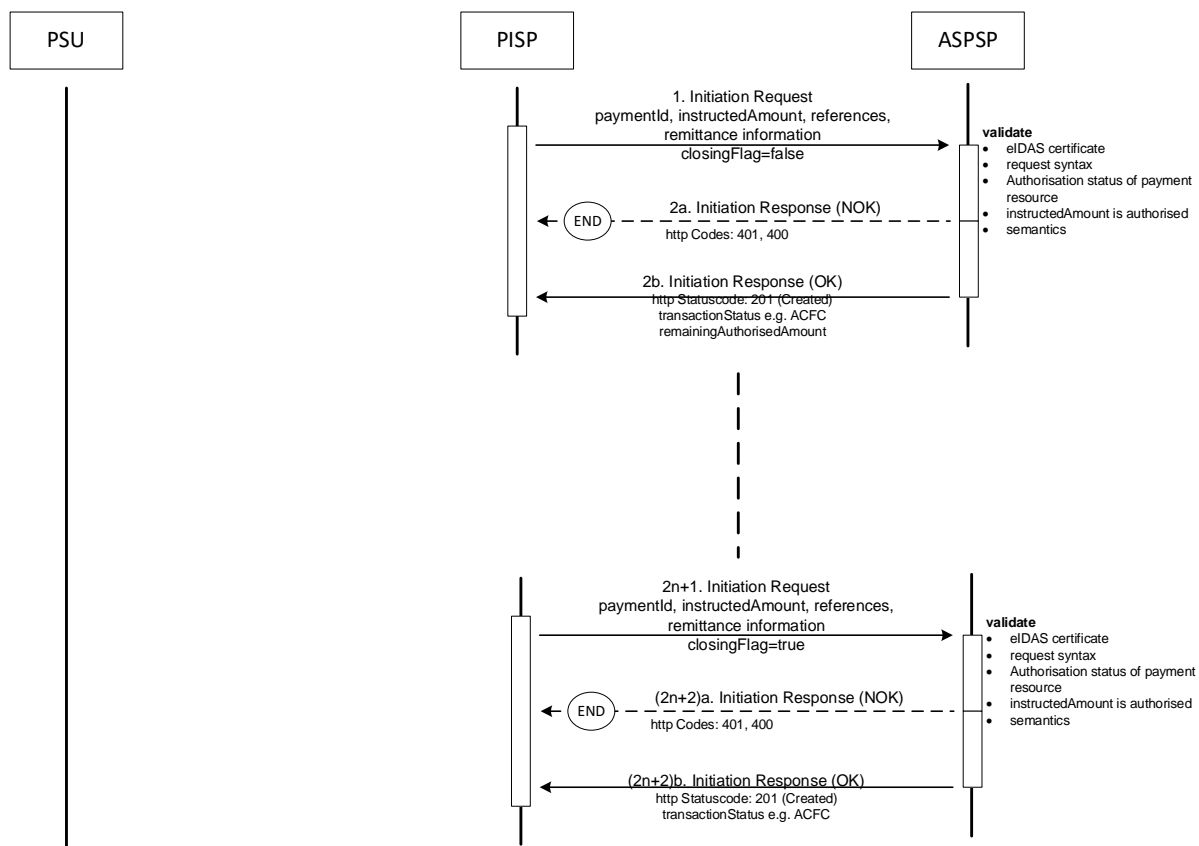 PSU
PISP
ASPSP
1. Initiation Request
paymentId, instructedAmount, references,
remittance information
closingFlag=false
validate
• eIDAS certificate
• request syntax
• Authorisation status of payment
resource
• instructedAmount is authorised
• semantics
2a. Initiation Response (NOK)
END
http Codes: 401, 400
2b. Initiation Response (OK)
http Statuscode: 201 (Created)
transactionStatus e.g. ACFC
remainingAuthorisedAmount
2n+1. Initiation Request
paymentId, instructedAmount, references,
remittance information
closingFlag=true
validate
• eIDAS certificate
• request syntax
• Authorisation status of payment
resource
• instructedAmount is authorised
• semantics
(2n+2)a. Initiation Response (NOK)
END
http Codes: 401, 400
(2n+2)b. Initiation Response (OK)
http Statuscode: 201 (Created)
transactionStatus e.g. ACFC